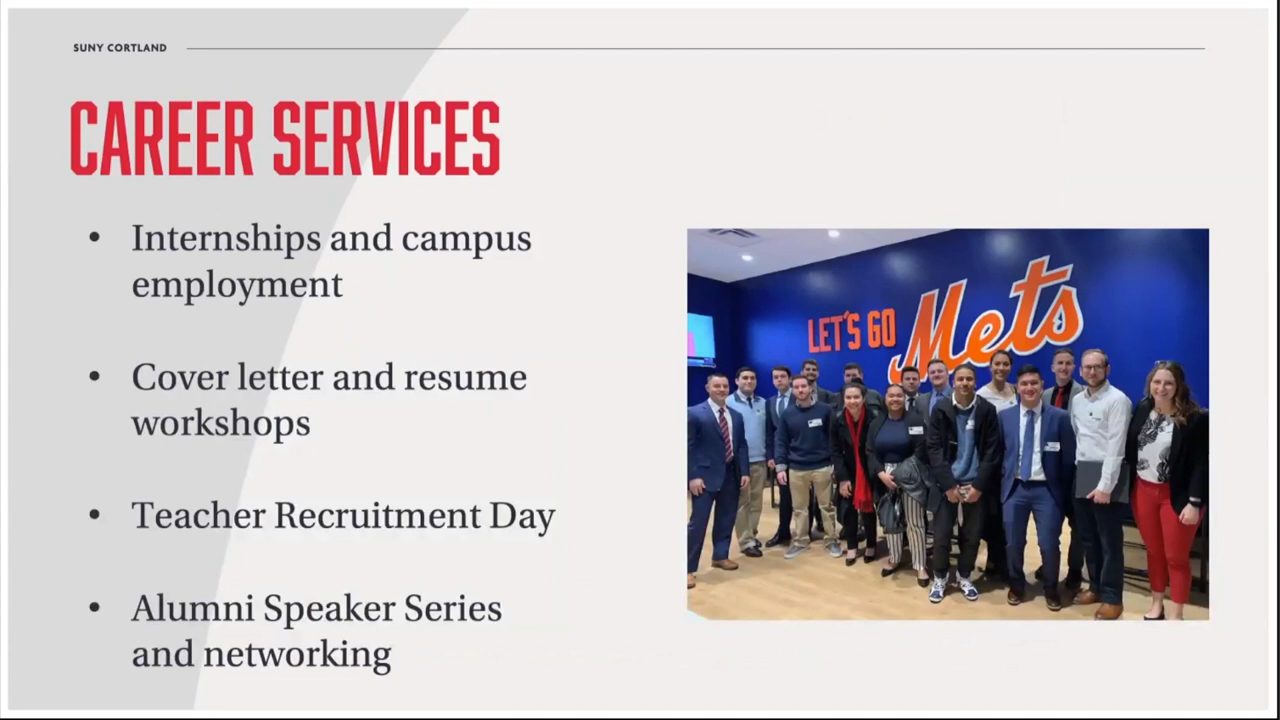 SUNY CORTLAND
CAREER SERVICES
• Internships and campus
employment
• Cover letter and resume
workshops
• Teacher Recruitment Day
• Alumni Speaker Series
and networking
LET'S GO Mets